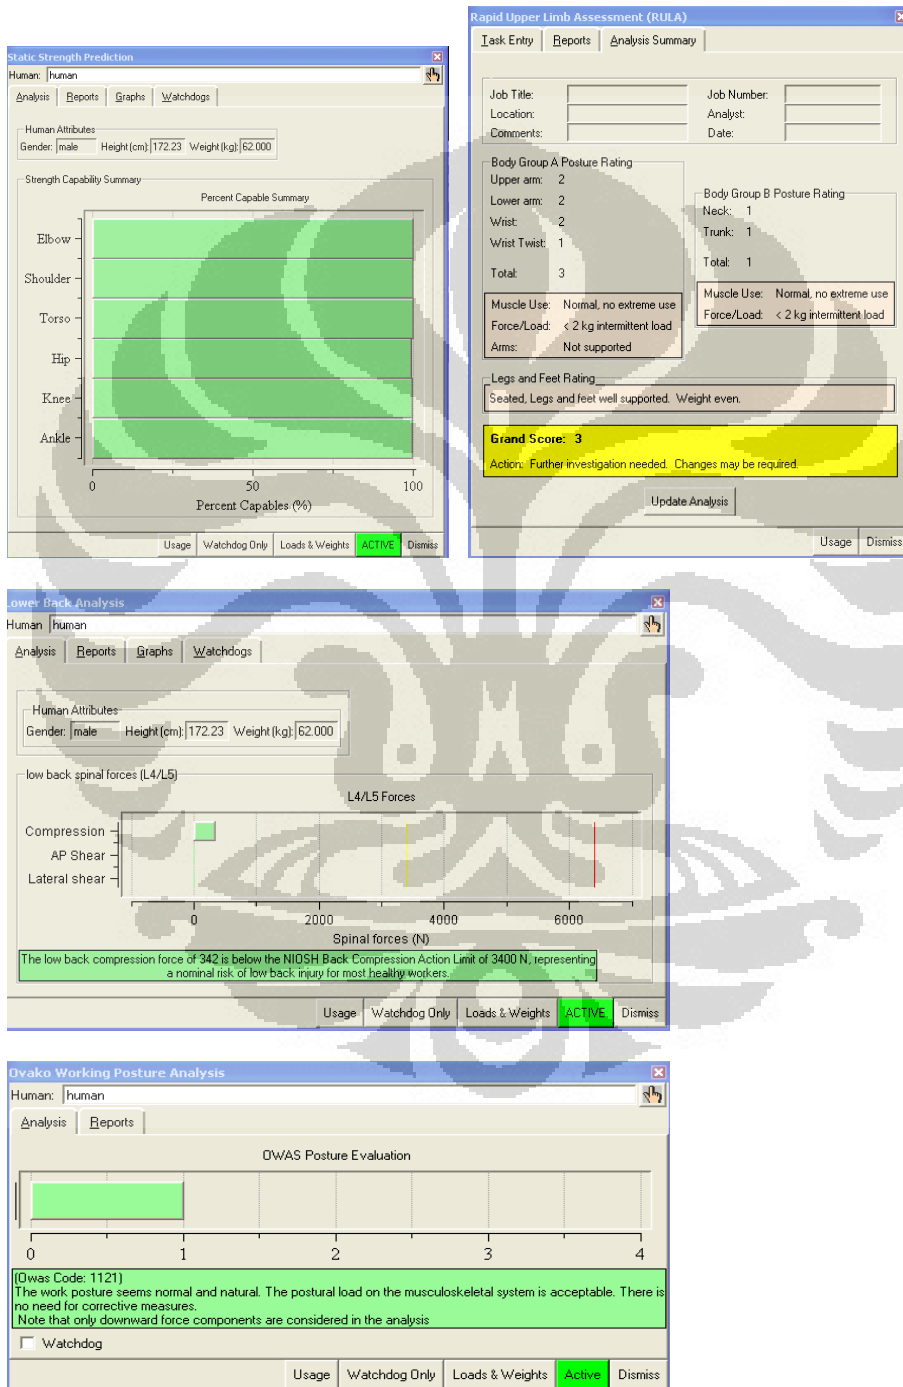 Static Strength Prediction
Human: human
Analysis Reports Graphs Watchdogs
Human Attributes
Gender: male Height(cm): 172.23 Weight(kg): 62.000
Strength Capability Summary
Percent Capable Summary
Elbow
Shoulder
Torso
Hip
Knee
Ankle
0 50 100
Percent Capables (%)
Usage Watchdog Only Loads & Weights ACTIVE Dismiss
Rapid Upper Limb Assessment (RULA)
Task Entry Reports Analysis Summary
Job Title: Job Number:
Location: Analyst:
Comments: Date:
Body Group A Posture Rating
Upper arm: 2
Lower arm: 2
Wrist: 2
Wrist Twist: 1
Total: 3
Muscle Use: Normal, no extreme use
Force/Load: < 2 kg intermittent load
Arms: Not supported
Body Group B Posture Rating
Neck: 1
Trunk: 1
Total: 1
Muscle Use: Normal, no extreme use
Force/Load: < 2 kg intermittent load
Legs and Feet Rating
Seated, Legs and feet well supported. Weight even.
Grand Score: 3
Action: Further investigation needed. Changes may be required.
Update Analysis
Usage Dismiss
Lower Back Analysis
Human human
Analysis Reports Graphs Watchdogs
Human Attributes
Gender: male Height (cm): 172.23 Weight (kg): 62.000
low back spinal forces (L4/L5)
L4/L5 Forces
Compression
AP Shear
Lateral shear
0 2000 4000 6000
Spinal forces (N)
The low back compression force of 342 is below the NIOSH Back Compression Action Limit of 3400 N, representing
a nominal risk of low back injury for most healthy workers.
Usage Watchdog Only Loads & Weights ACTIVE Dismiss
Ovako Working Posture Analysis
Human: human
Analysis Reports
OWAS Posture Evaluation
0 1 2 3 4
(Owas Code: 1121)
The work posture seems normal and natural. The postural load on the musculoskeletal system is acceptable. There is
no need for corrective measures.
Note that only downward force components are considered in the analysis
Watchdog
Usage Watchdog Only Loads & Weights Active Dismiss